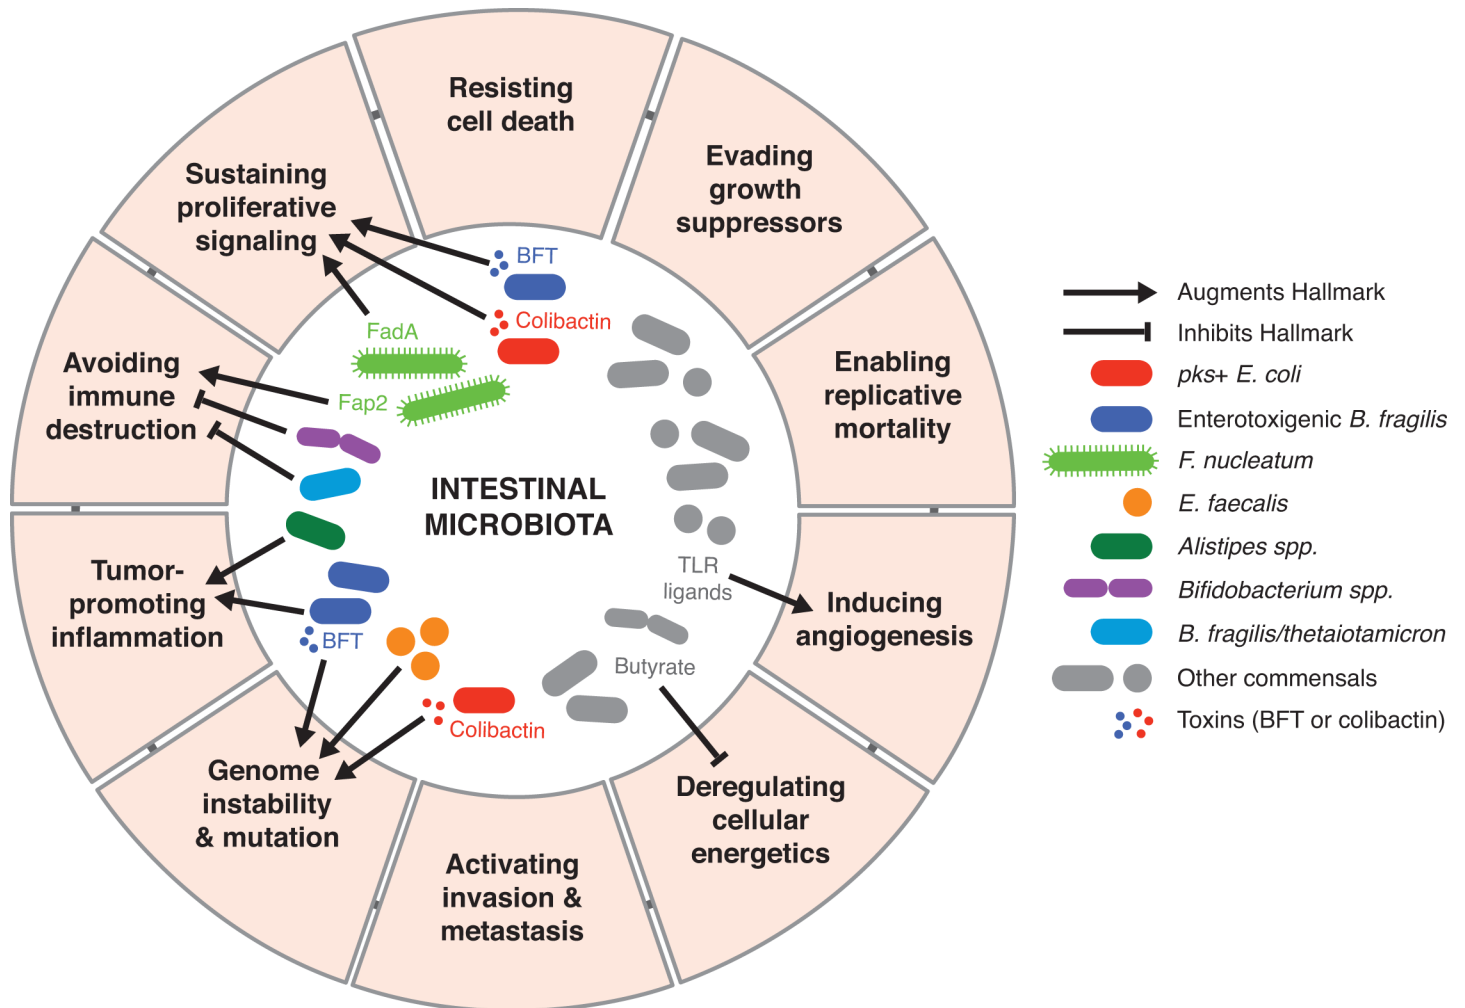 Resisting
cell death
Evading
growth
suppressors
Enabling
replicative
mortality
Inducing
angiogenesis
Deregulating
cellular
energetics
Activating
invasion &
metastasis
Genome
instability
& mutation
Tumor-
promoting
inflammation
Avoiding
immune
destruction
Sustaining
proliferative
signaling
BFT
Colibactin
FadA
Fap2
INTESTINAL
MICROBIOTA
TLR
ligands
Butyrate
BFT
Colibactin
Augments Hallmark
Inhibits Hallmark
pks+ E. coli
Enterotoxigenic B. fragilis
F. nucleatum
E. faecalis
Alistipes spp.
Bifidobacterium spp.
B. fragilis/thetaiotamicron
Other commensals
Toxins (BFT or colibactin)